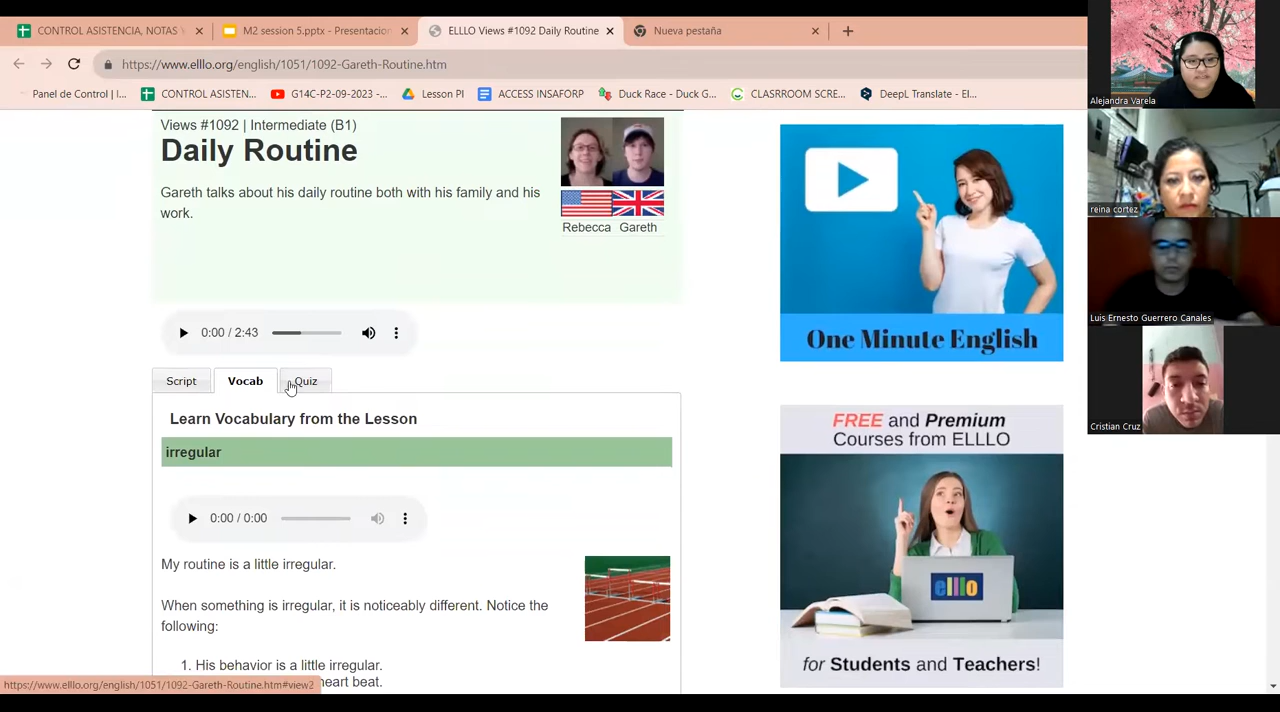 CONTROL ASISTENCIA, NOTAS
M2 session 5.pptx - Presentacion
ELLLO Views #1092 Daily Routine
Nueva pestaña
https://www.elllo.org/english/1051/1092-Gareth-Routine.htm
Panel de Control | I...
CONTROL ASISTEN...
G14C-P2-09-2023 -...
Lesson Pl
ACCESS INSAFORP
Duck Race - Duck G...
CLASRROOM SCRE...
DeepL Translate - El...
Views #1092 | Intermediate (B1)
Daily Routine
Gareth talks about his daily routine both with his family and his
work.
Rebecca Gareth
0:00 / 2:43
Script
Vocab
Quiz
Learn Vocabulary from the Lesson
irregular
0:00 / 0:00
My routine is a little irregular.
When something is irregular, it is noticeably different. Notice the
following:
1. His behavior is a little irregular.
heart beat.
https://www.elllo.org/english/1051/1092-Gareth-Routine.htm#view2
One Minute English
FREE and Premium
Courses from ELLLO
elllo
for Students and Teachers!
Alejandra Varela
reina cortez
Luis Ernesto Guerrero Canales
Cristian Cruz